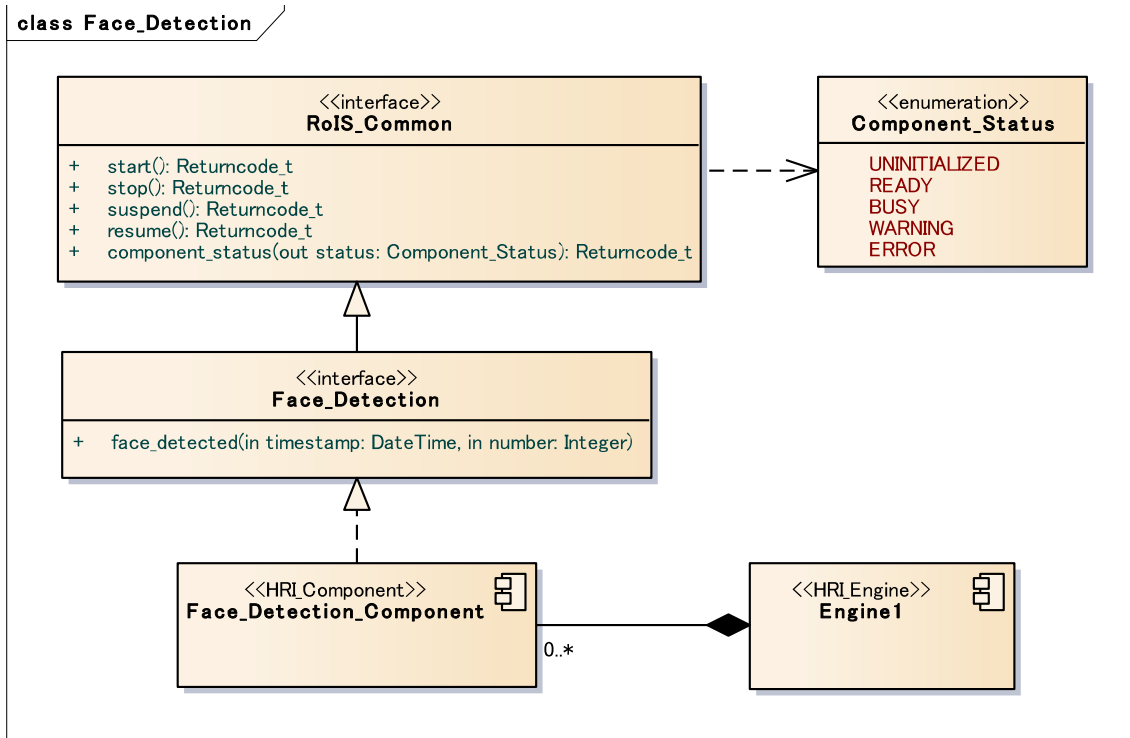 class Face_Detection
<<interface>>
RoIS_Common
+ start(): Returncode_t
+ stop(): Returncode_t
+ suspend(): Returncode_t
+ resume(): Returncode_t
+ component_status(out status: Component_Status): Returncode_t
<<enumeration>>
Component_Status
UNINITIALIZED
READY
BUSY
WARNING
ERROR
<<interface>>
Face_Detection
+ face_detected(in timestamp: DateTime, in number: Integer)
<<HRI_Component>>
Face_Detection_Component
0..*
<<HRI_Engine>>
Engine1